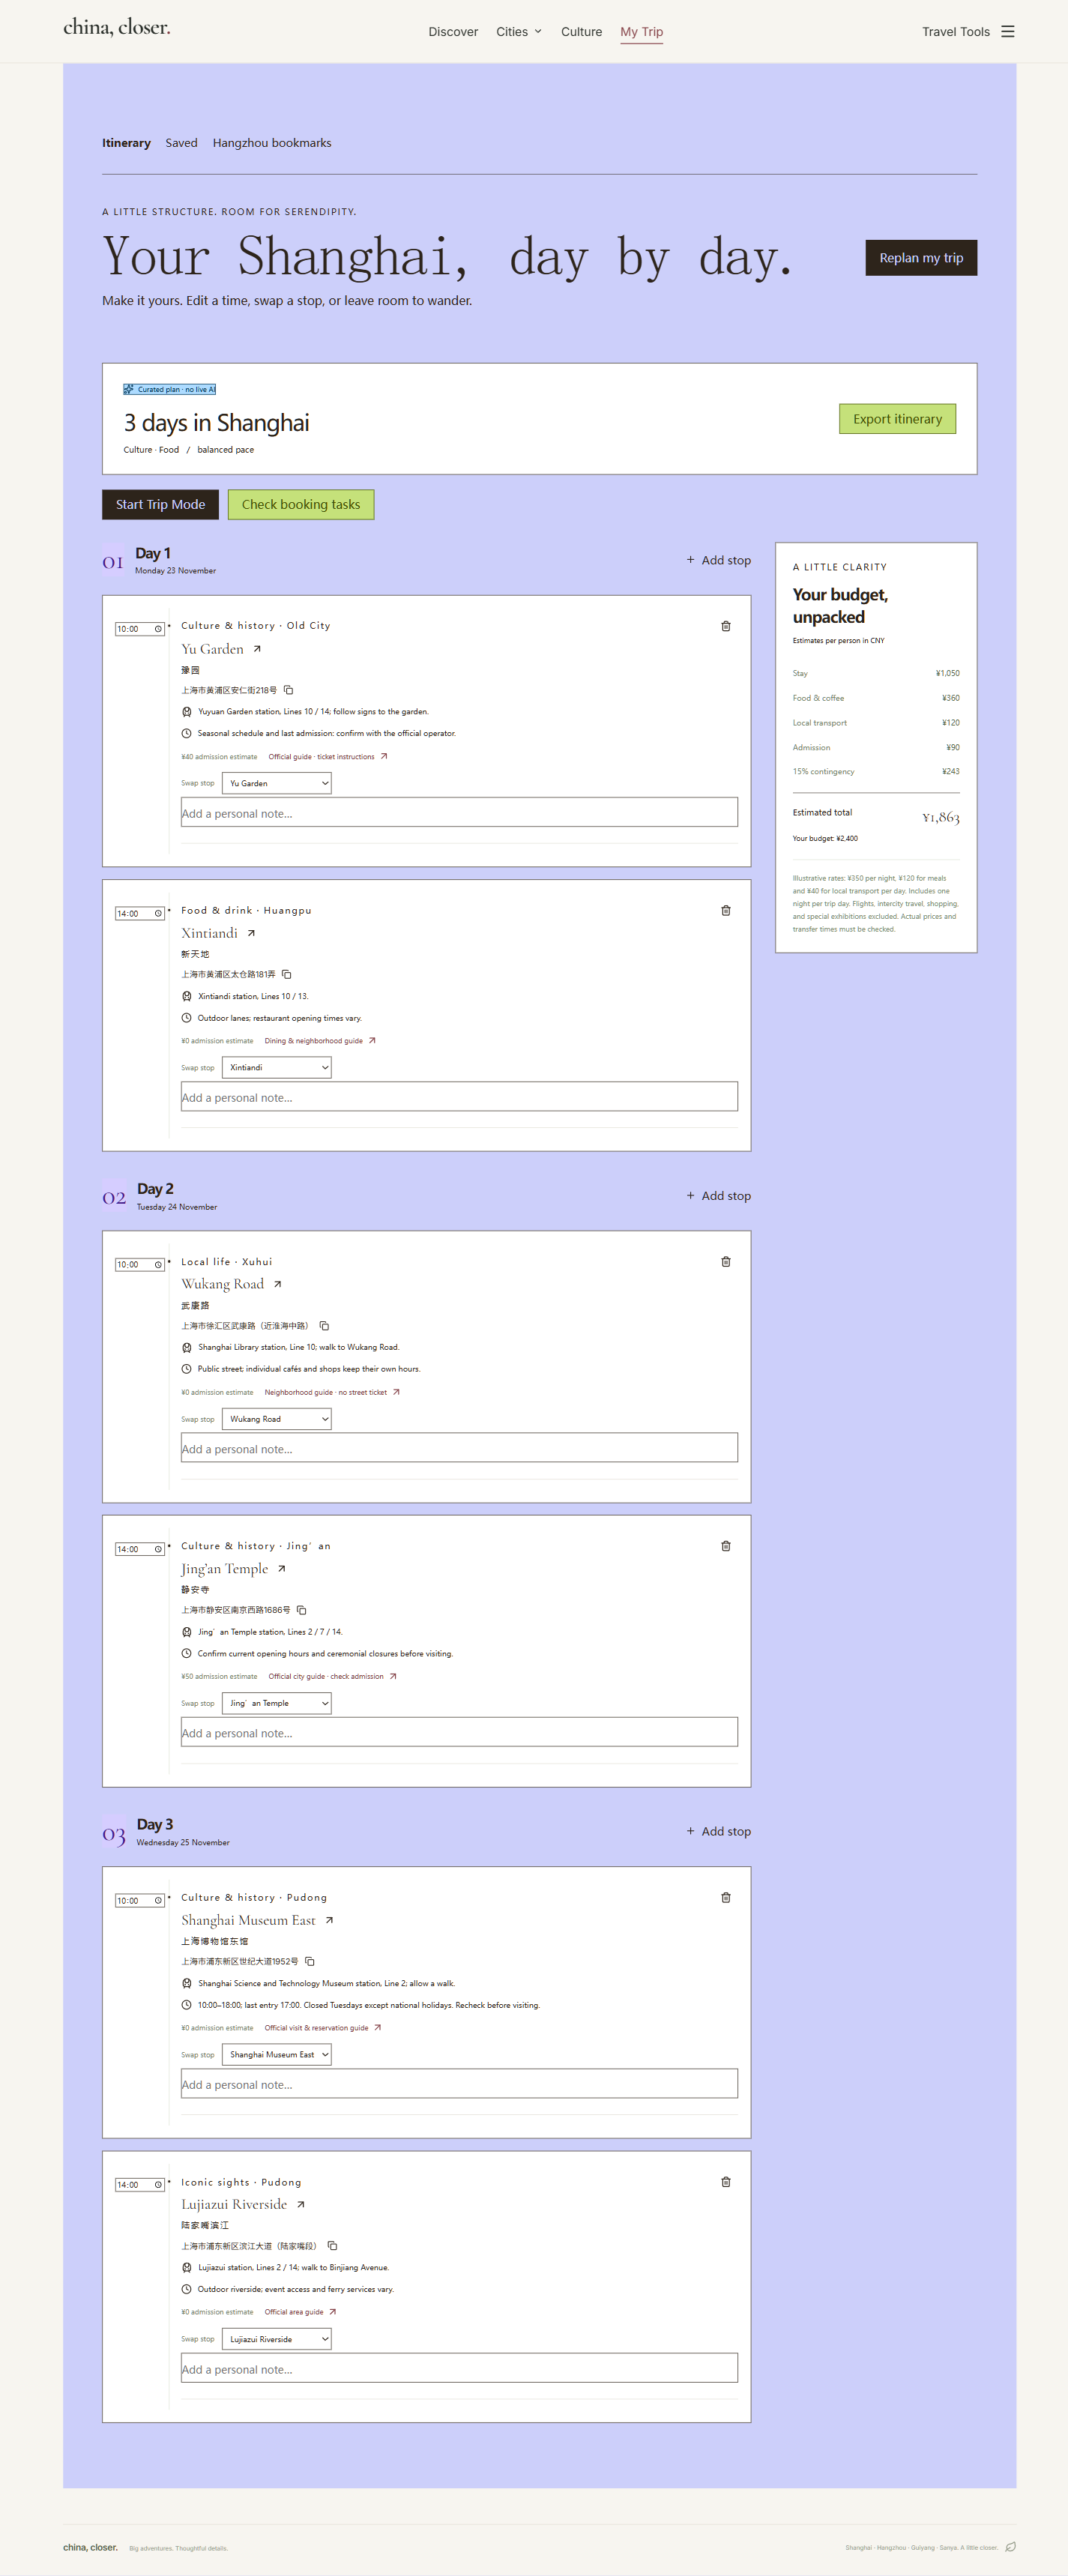 china, closer.
Discover Cities Culture My Trip Travel Tools
Itinerary Saved Hangzhou bookmarks
A LITTLE STRUCTURE. ROOM FOR SERENDIPITY.
Your Shanghai, day by day.
Replan my trip
Make it yours. Edit a time, swap a stop, or leave room to wander.
Curated plan · no live AI
3 days in Shanghai
Culture · Food / balanced pace
Export itinerary
Start Trip Mode Check booking tasks
01 Day 1
Monday 23 November
+ Add stop
10:00 Culture & history · Old City
Yu Garden
豫园
上海市黄浦区安仁街218号
Yuyuan Garden station, Lines 10 / 14; follow signs to the garden.
Seasonal schedule and last admission: confirm with the official operator.
¥40 admission estimate Official guide · ticket instructions
Swap stop Yu Garden
Add a personal note...
14:00 Food & drink · Huangpu
Xintiandi
新天地
上海市黄浦区太仓路181弄
Xintiandi station, Lines 10 / 13.
Outdoor lanes; restaurant opening times vary.
¥0 admission estimate Dining & neighborhood guide
Swap stop Xintiandi
Add a personal note...
02 Day 2
Tuesday 24 November
+ Add stop
10:00 Local life · Xuhui
Wukang Road
武康路
上海市徐汇区武康路（近淮海中路）
Shanghai Library station, Line 10; walk to Wukang Road.
Public street; individual cafés and shops keep their own hours.
¥0 admission estimate Neighborhood guide · no street ticket
Swap stop Wukang Road
Add a personal note...
14:00 Culture & history · Jing’an
Jing’an Temple
静安寺
上海市静安区南京西路1686号
Jing’an Temple station, Lines 2 / 7 / 14.
Confirm current opening hours and ceremonial closures before visiting.
¥50 admission estimate Official city guide · check admission
Swap stop Jing’an Temple
Add a personal note...
03 Day 3
Wednesday 25 November
+ Add stop
10:00 Culture & history · Pudong
Shanghai Museum East
上海博物馆东馆
上海市浦东新区世纪大道1952号
Shanghai Science and Technology Museum station, Line 2; allow a walk.
10:00–18:00; last entry 17:00. Closed Tuesdays except national holidays. Recheck before visiting.
¥0 admission estimate Official visit & reservation guide
Swap stop Shanghai Museum East
Add a personal note...
14:00 Iconic sights · Pudong
Lujiazui Riverside
陆家嘴滨江
上海市浦东新区滨江大道（陆家嘴段）
Lujiazui station, Lines 2 / 14; walk to Binjiang Avenue.
Outdoor riverside; event access and ferry services vary.
¥0 admission estimate Official area guide
Swap stop Lujiazui Riverside
Add a personal note...
A LITTLE CLARITY
Your budget,
unpacked
Estimates per person in CNY
Stay ¥1,050
Food & coffee ¥360
Local transport ¥120
Admission ¥90
15% contingency ¥243
Estimated total ¥1,863
Your budget: ¥2,400
Illustrative rates: ¥350 per night, ¥120 for meals
and ¥40 for local transport per day. Includes one
night per trip day. Flights, intercity travel, shopping,
and special exhibitions excluded. Actual prices and
transfer times must be checked.
china, closer. Big adventures. Thoughtful details.
Shanghai · Hangzhou · Guiyang · Sanya. A little closer.